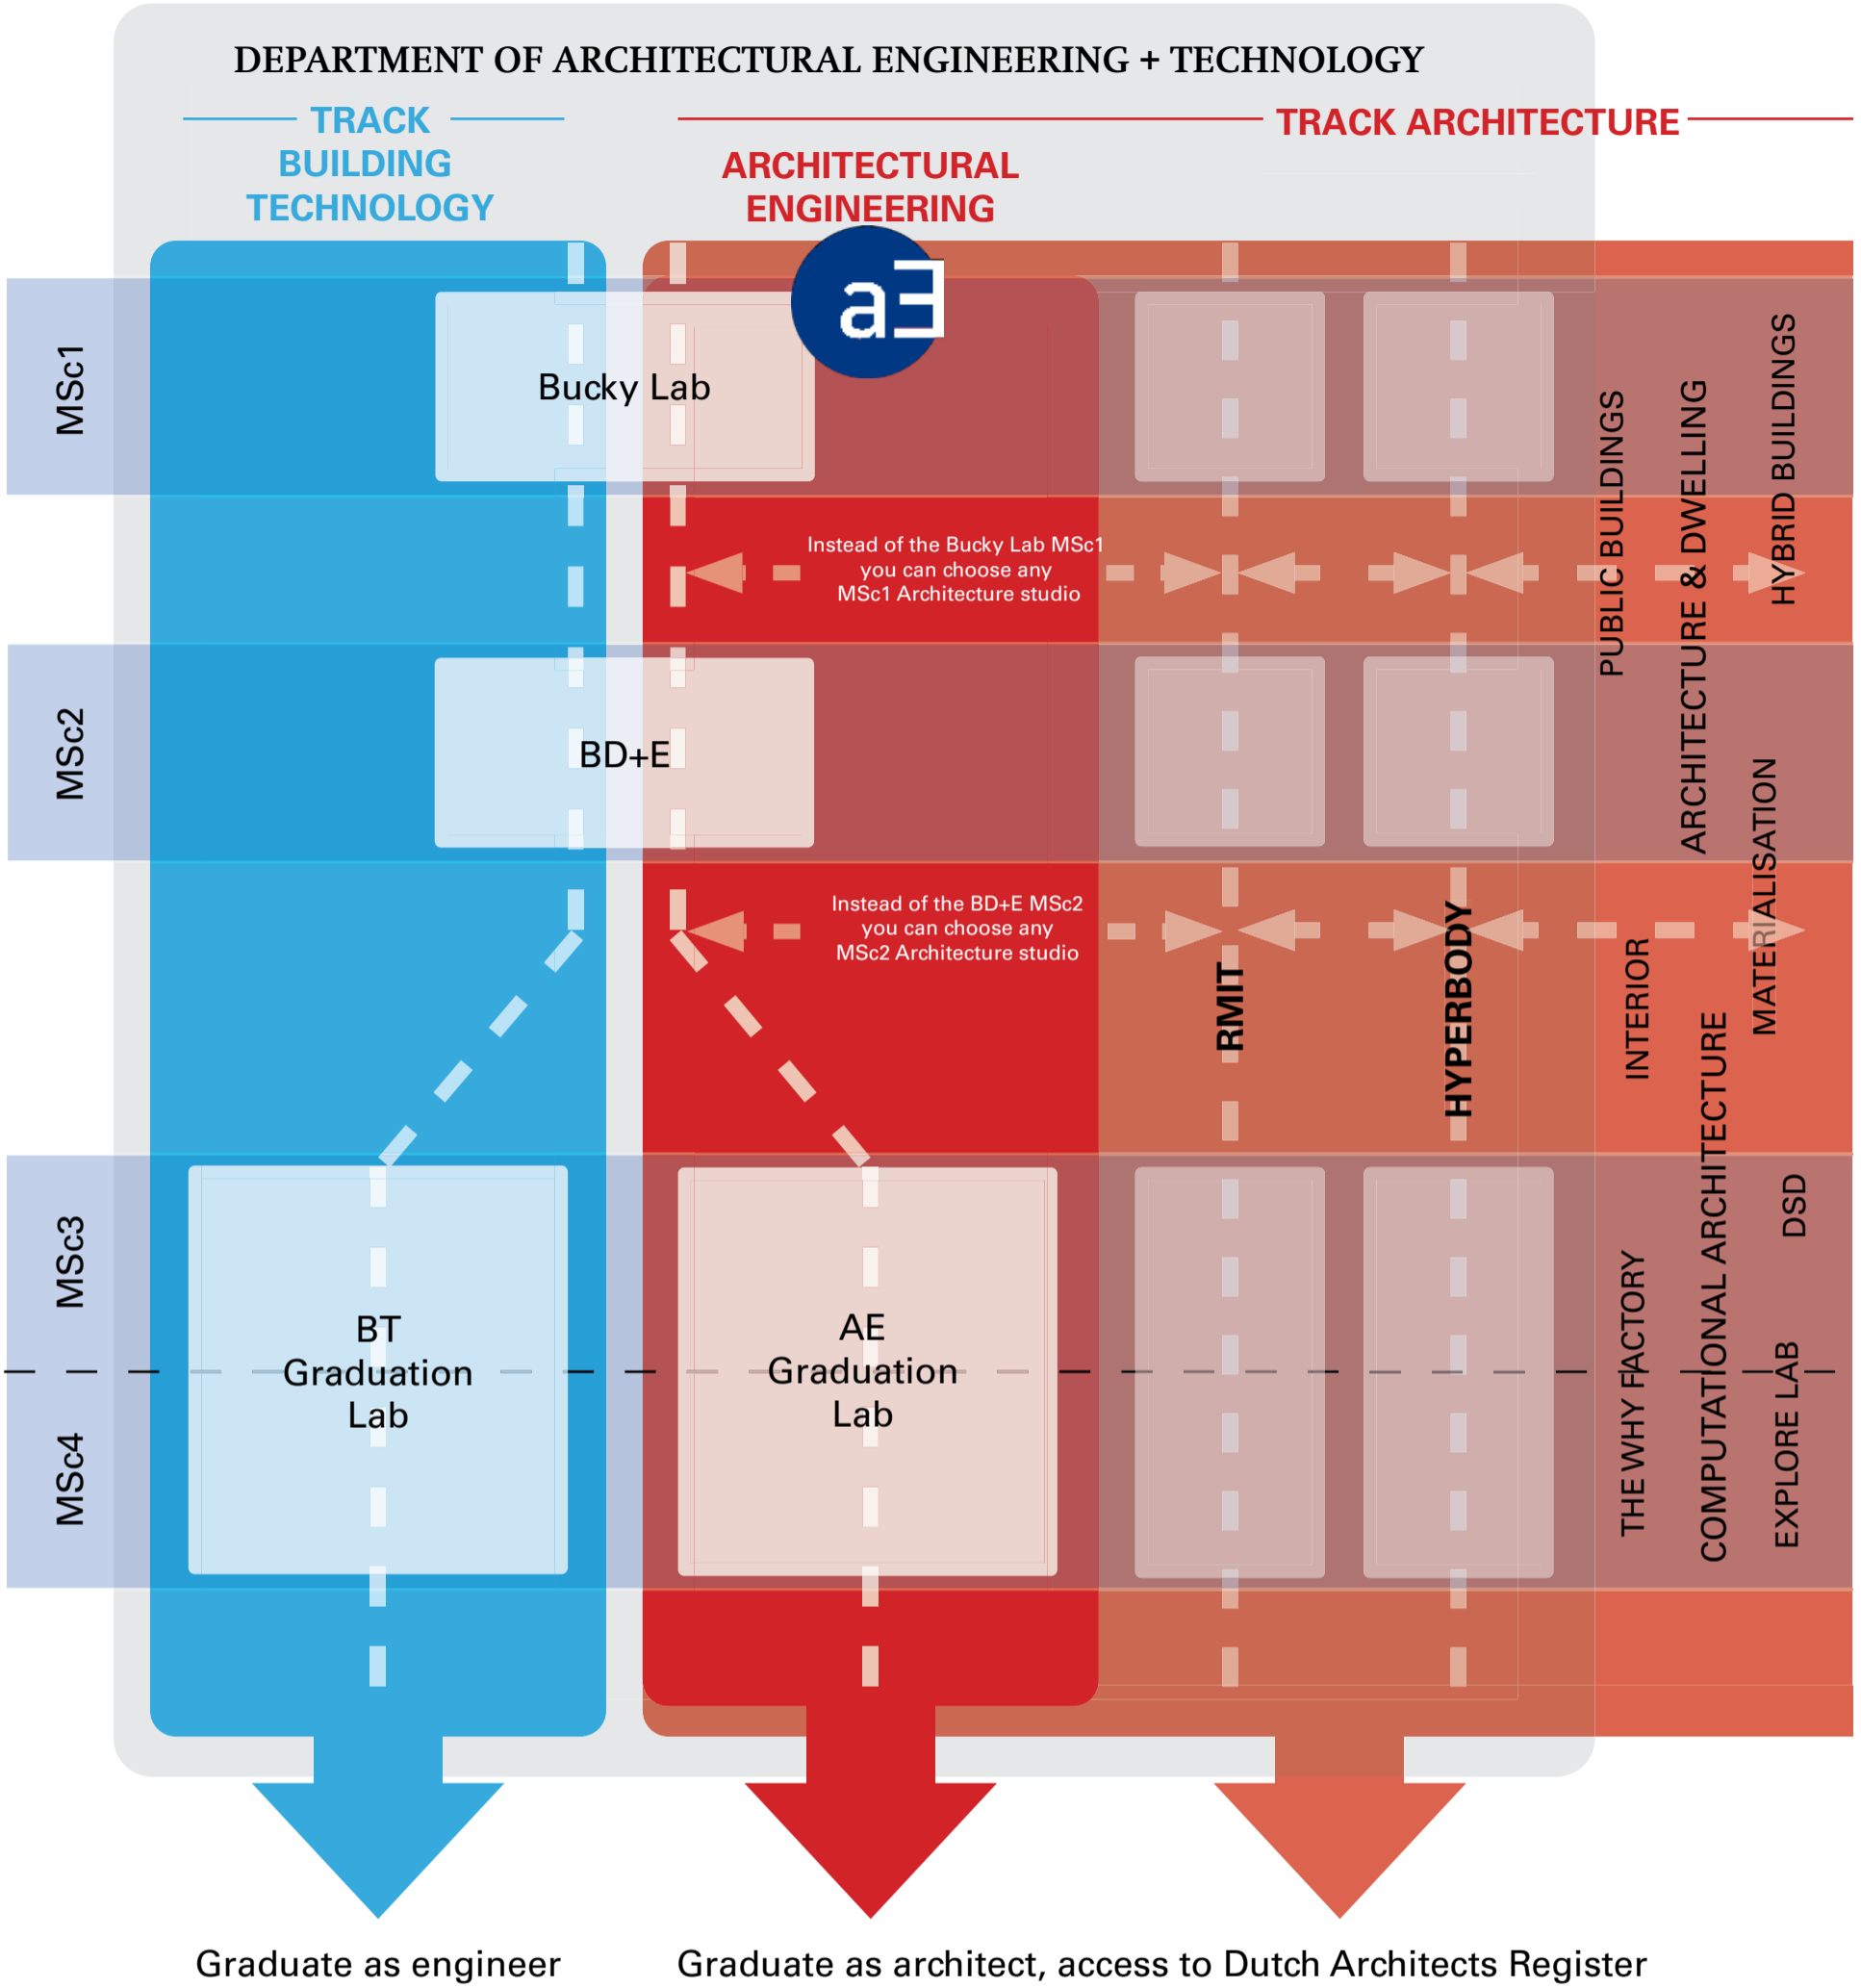 DEPARTMENT OF ARCHITECTURAL ENGINEERING + TECHNOLOGY
TRACK
BUILDING
TECHNOLOGY
TRACK ARCHITECTURE
ARCHITECTURAL
ENGINEERING
aE
MSc1
Bucky Lab
Instead of the Bucky Lab MSc1
you can choose any
MSc1 Architecture studio
PUBLIC BUILDINGS
ARCHITECTURE & DWELLING
HYBRID BUILDINGS
MSc2
BD+E
Instead of the BD+E MSc2
you can choose any
MSc2 Architecture studio
RMIT
HYPERBODY
INTERIOR
MATERIALISATION
COMPUTATIONAL ARCHITECTURE
DSD
MSc3
BT
Graduation
Lab
AE
Graduation
Lab
THE WHY FACTORY
EXPLORE LAB
MSc4
Graduate as engineer
Graduate as architect, access to Dutch Architects Register